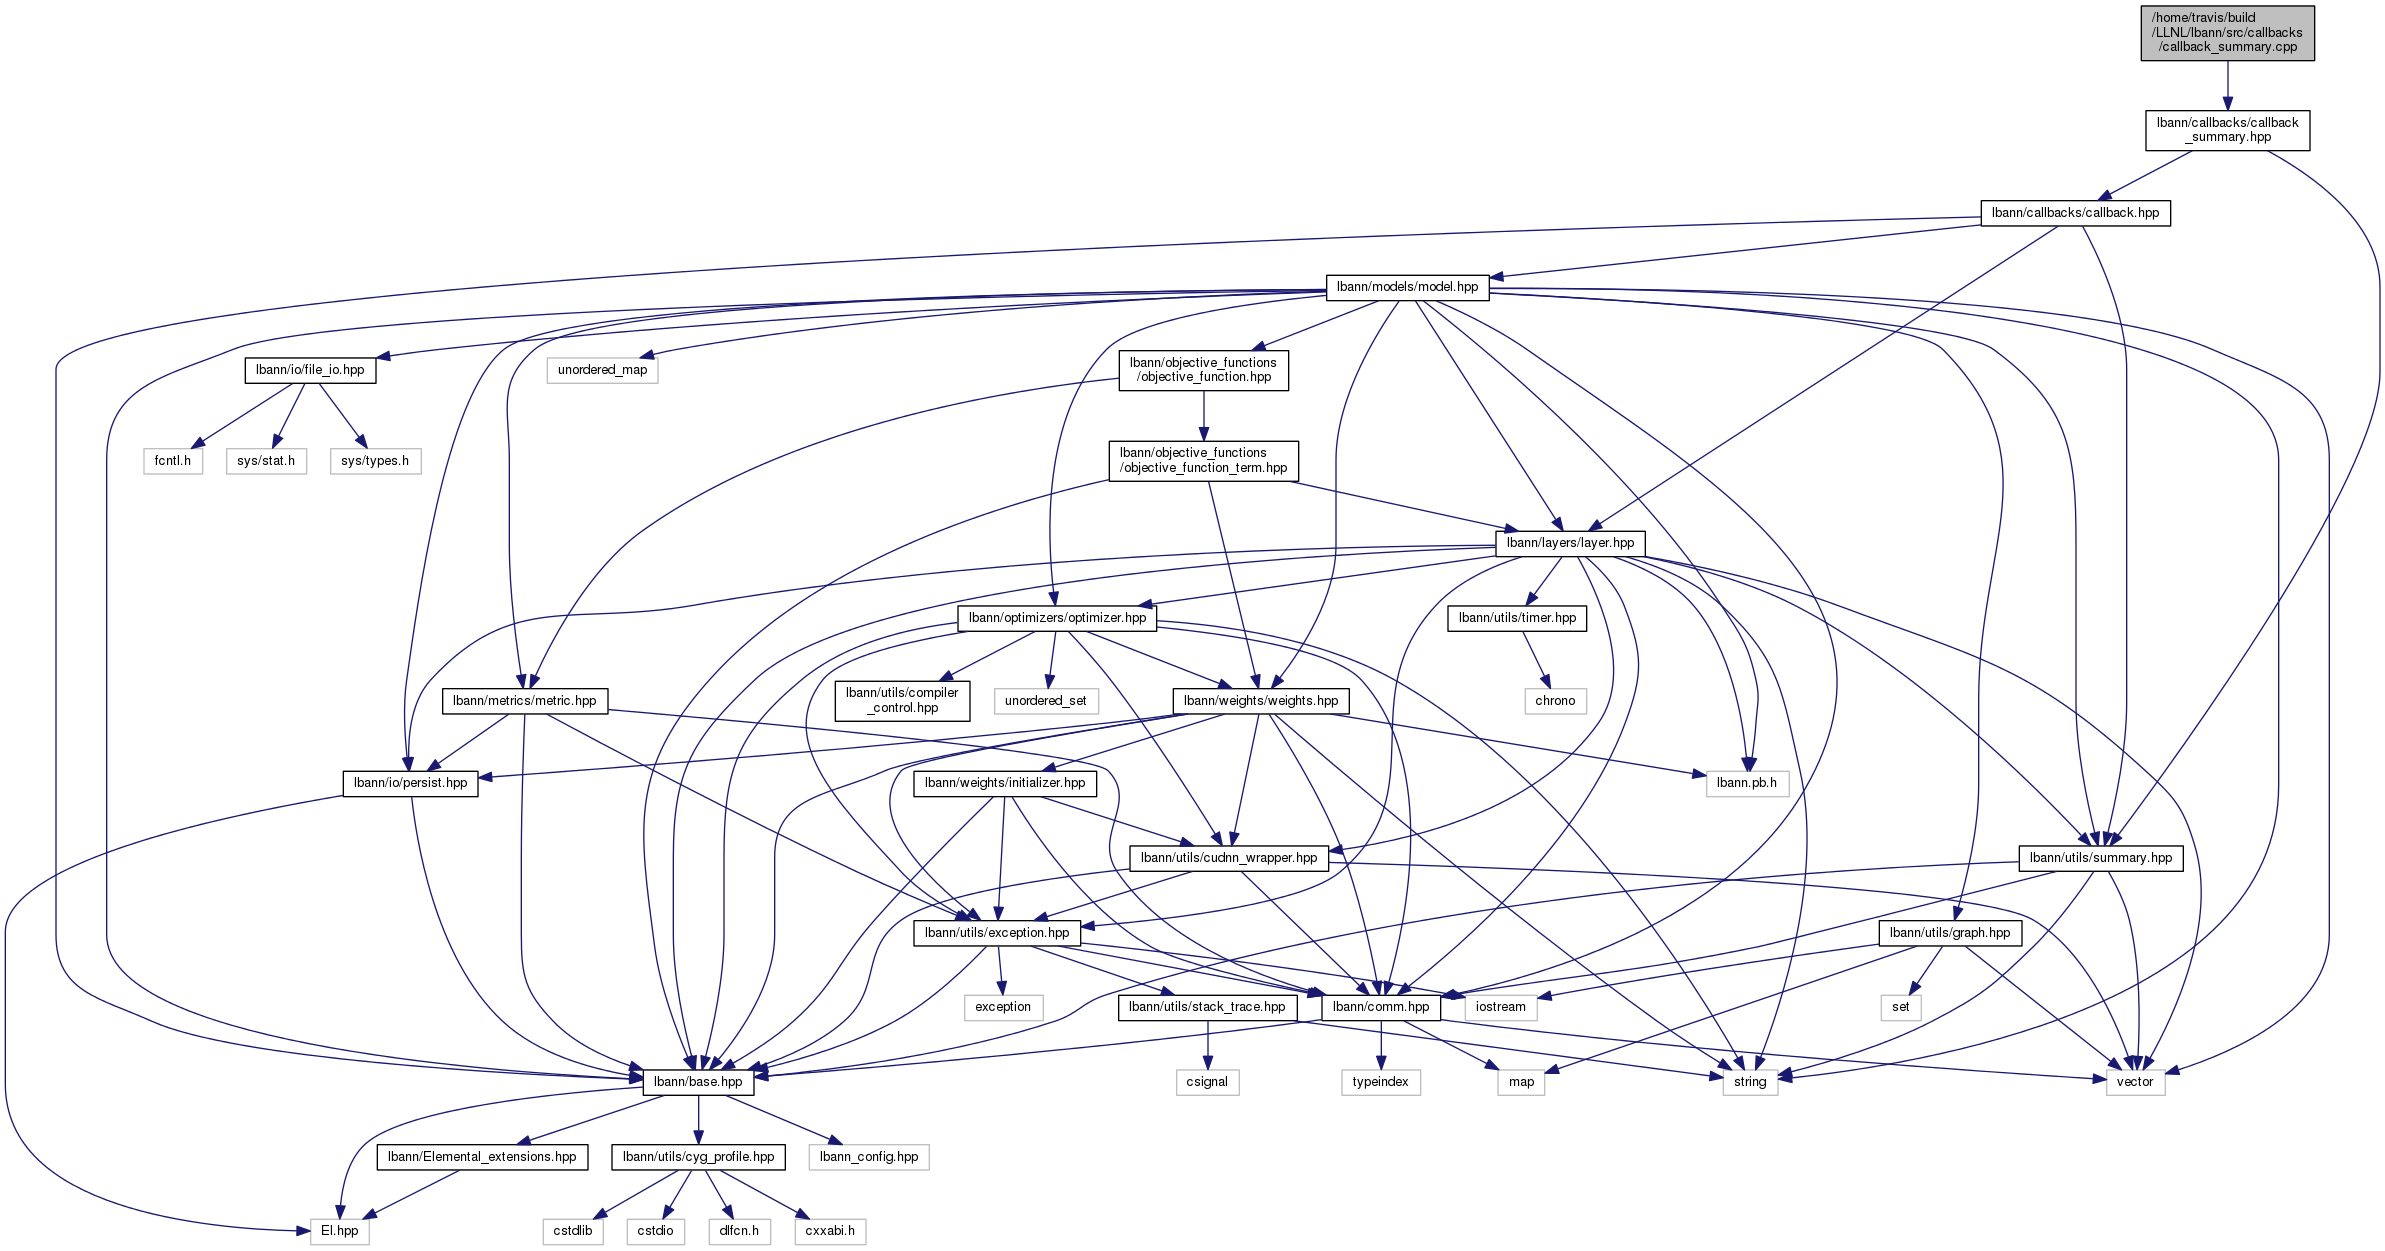 /home/travis/build
/LLNL/lbann/src/callbacks
/callback_summary.cpp
lbann/callbacks/callback
_summary.hpp
lbann/callbacks/callback.hpp
lbann/models/model.hpp
lbann/io/file_io.hpp
unordered_map
lbann/objective_functions
/objective_function.hpp
fcntl.h
sys/stat.h
sys/types.h
lbann/objective_functions
/objective_function_term.hpp
lbann/layers/layer.hpp
lbann/optimizers/optimizer.hpp
lbann/utils/timer.hpp
lbann/metrics/metric.hpp
lbann/utils/compiler
_control.hpp
unordered_set
lbann/weights/weights.hpp
chrono
lbann/io/persist.hpp
lbann/weights/initializer.hpp
lbann.pb.h
lbann/utils/cudnn_wrapper.hpp
lbann/utils/summary.hpp
lbann/utils/exception.hpp
lbann/utils/graph.hpp
exception
lbann/utils/stack_trace.hpp
lbann/comm.hpp
iostream
set
lbann/base.hpp
csignal
typeindex
map
string
vector
lbann/Elemental_extensions.hpp
lbann/utils/cyg_profile.hpp
lbann_config.hpp
El.hpp
cstdlib
cstdio
dlfcn.h
cxxabi.h